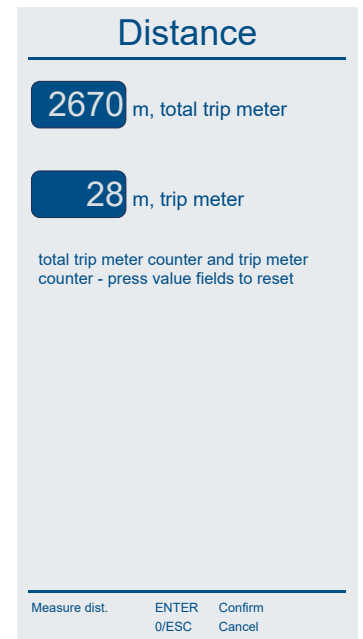 Distance
2670 m, total trip meter
28 m, trip meter
total trip meter counter and trip meter
counter - press value fields to reset
Measure dist. ENTER Confirm
0/ESC Cancel